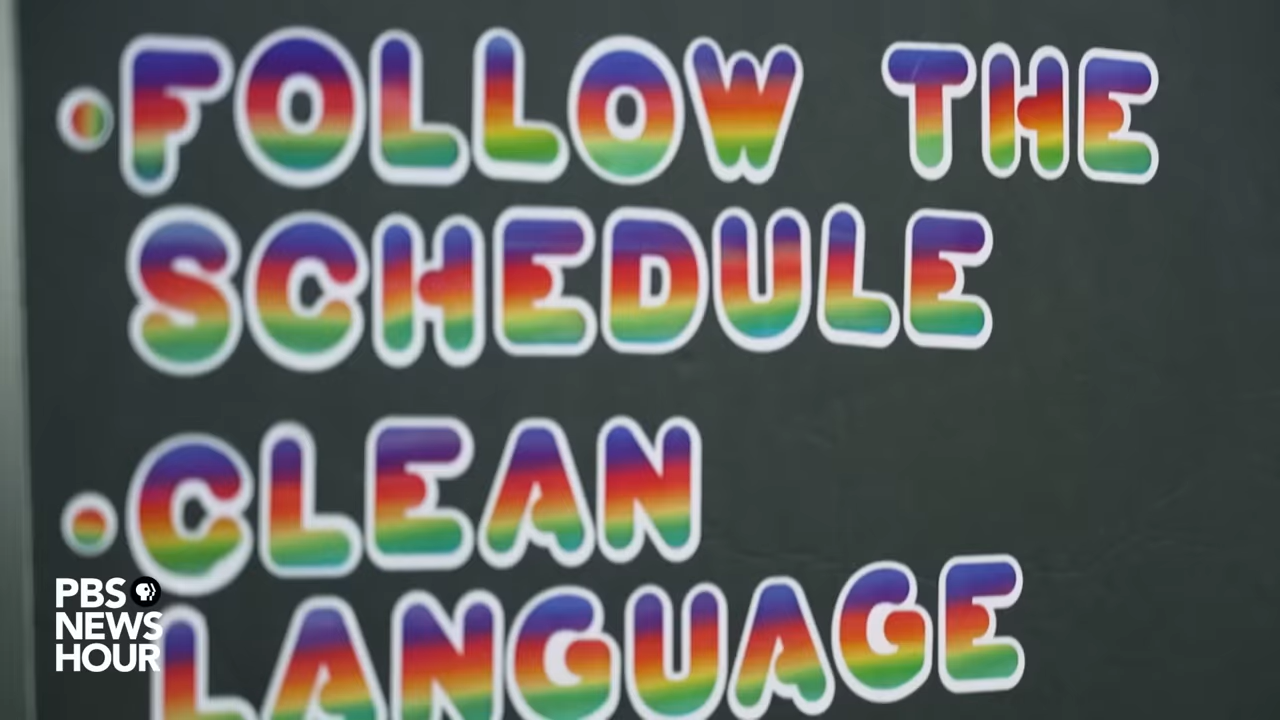 •FOLLOW THE
SCHEDULE
•CLEAN
LANGUAGE
PBS
NEWS
HOUR